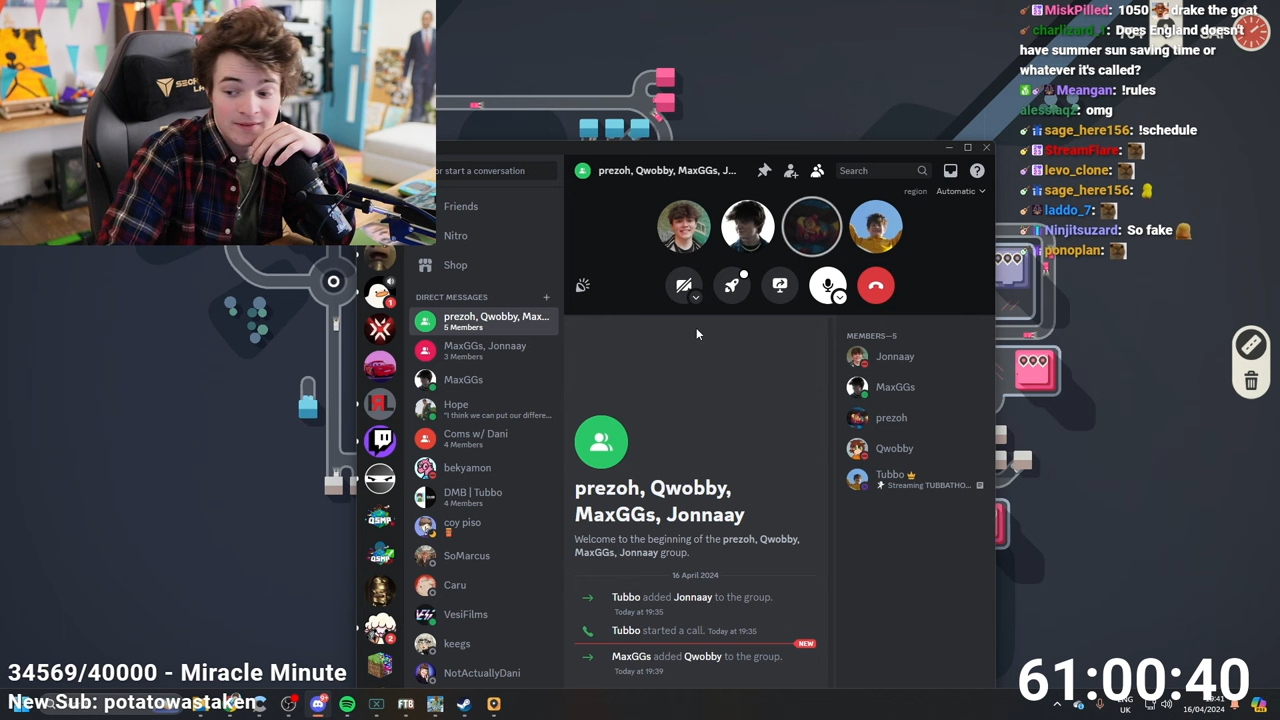 MiskPilled: 1050 drake the goat
charlizard_1: Does England doesn't
have summer sun saving time or
whatever it's called?
Meangan: !rules
alessiaqz: omg
sage_here156: !schedule
StreamFlare:
levo_clone:
sage_here156:
laddo_7:
Ninjitsuzard: So fake
ponoplan:
or start a conversation
prezoh, Qwobby, MaxGGs, J...
Search
region
Automatic
Friends
Nitro
Shop
DIRECT MESSAGES
prezoh, Qwobby, Max...
5 Members
MaxGGs, Jonnaay
3 Members
MaxGGs
Hope
"I think we can put our differe...
Coms w/ Dani
4 Members
bekyamon
DMB | Tubbo
4 Members
coy piso
SoMarcus
Caru
VesiFilms
keegs
NotActuallyDani
prezoh, Qwobby,
MaxGGs, Jonnaay
Welcome to the beginning of the prezoh, Qwobby,
MaxGGs, Jonnaay group.
16 April 2024
Tubbo added Jonnaay to the group.
Today at 19:35
Tubbo started a call. Today at 19:35
NEW
MaxGGs added Qwobby to the group.
Today at 19:39
MEMBERS—5
Jonnaay
MaxGGs
prezoh
Qwobby
Tubbo
Streaming TUBBATHO...
34569/40000 - Miracle Minute
New Sub: potatowastaken
61:00:40
FTB
ENG
UK
16/04/2024